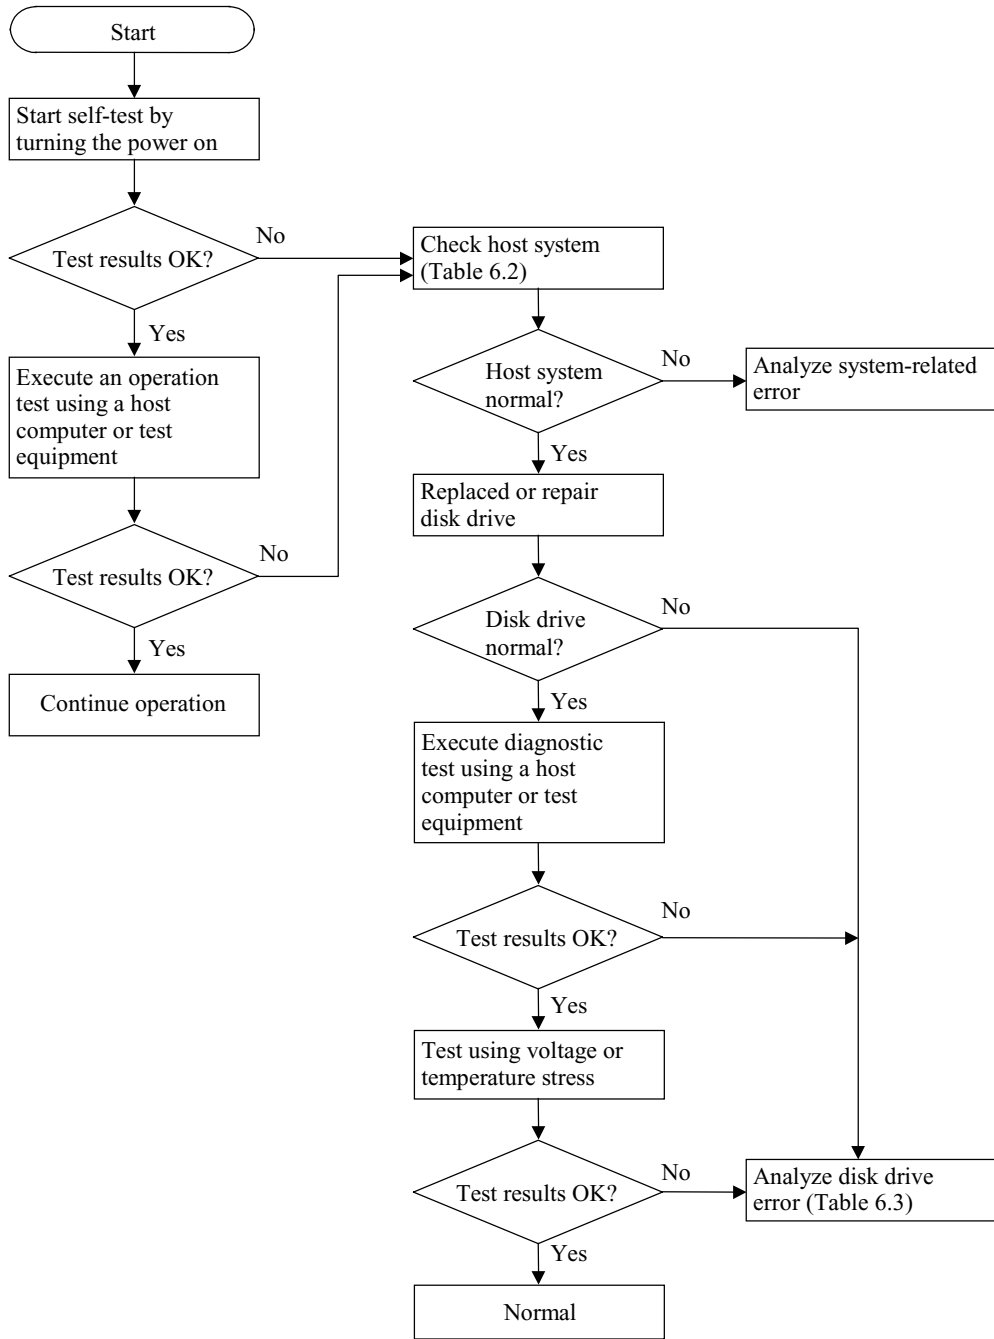 Start
Start self-test by
turning the power on
Test results OK?
No
Yes
Execute an operation
test using a host
computer or test
equipment
Test results OK?
No
Yes
Continue operation
Check host system
(Table 6.2)
Host system
normal?
No
Analyze system-related
error
Yes
Replaced or repair
disk drive
Disk drive
normal?
No
Yes
Execute diagnostic
test using a host
computer or test
equipment
Test results OK?
No
Yes
Test using voltage or
temperature stress
Test results OK?
No
Analyze disk drive
error (Table 6.3)
Yes
Normal